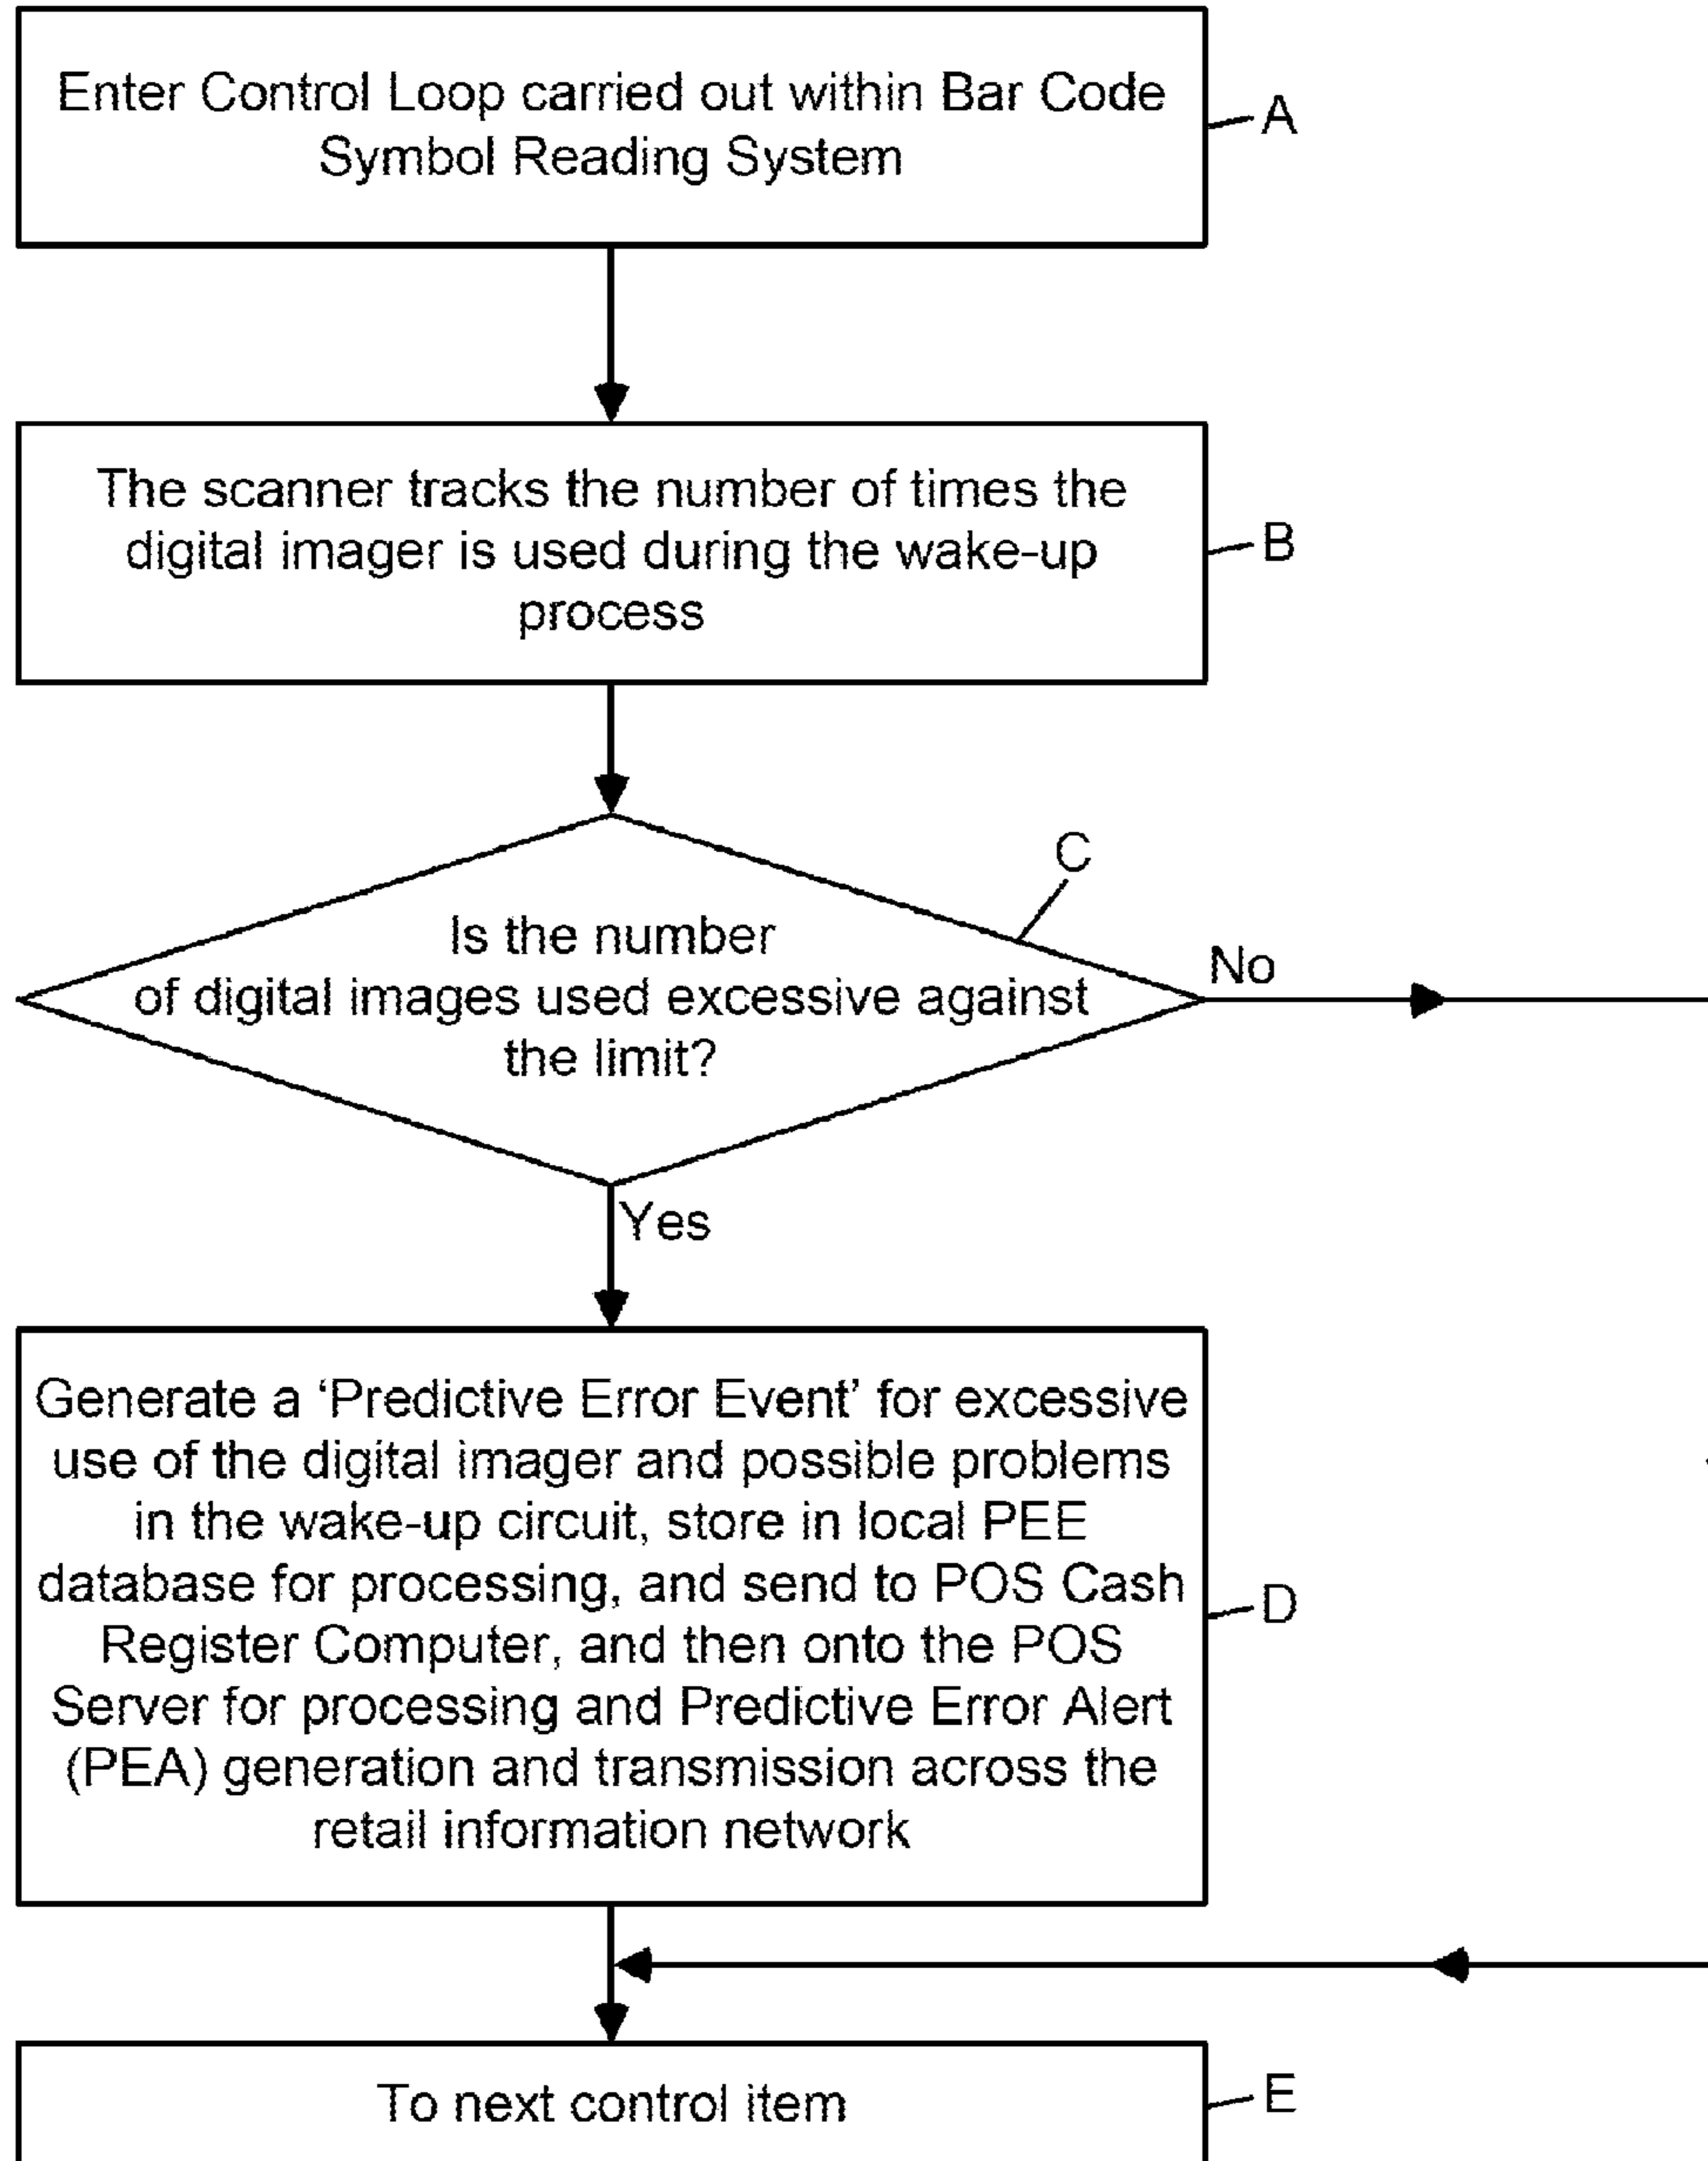 Enter Control Loop carried out within Bar Code
Symbol Reading System
A
The scanner tracks the number of times the
digital imager is used during the wake-up
process
B
C
Is the number
of digital images used excessive against
the limit?
No
Yes
Generate a ‘Predictive Error Event’ for excessive
use of the digital imager and possible problems
in the wake-up circuit, store in local PEE
database for processing, and send to POS Cash
Register Computer, and then onto the POS
Server for processing and Predictive Error Alert
(PEA) generation and transmission across the
retail information network
D
To next control item
E